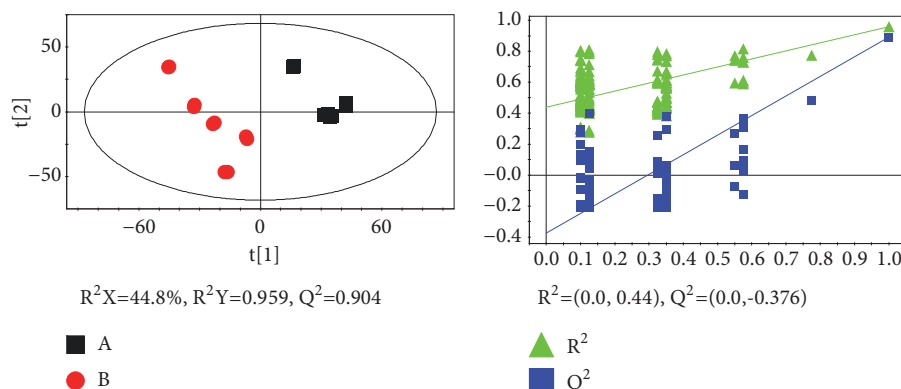 50
0
−50
t[2]
−60
0
60
t[1]
R²X=44.8%, R²Y=0.959, Q²=0.904
A
B
1.0
0.8
0.6
0.4
0.2
−0.0
−0.2
−0.4
0.0 0.1 0.2 0.3 0.4 0.5 0.6 0.7 0.8 0.9 1.0
R²=(0.0, 0.44), Q²=(0.0,-0.376)
R²
Q²